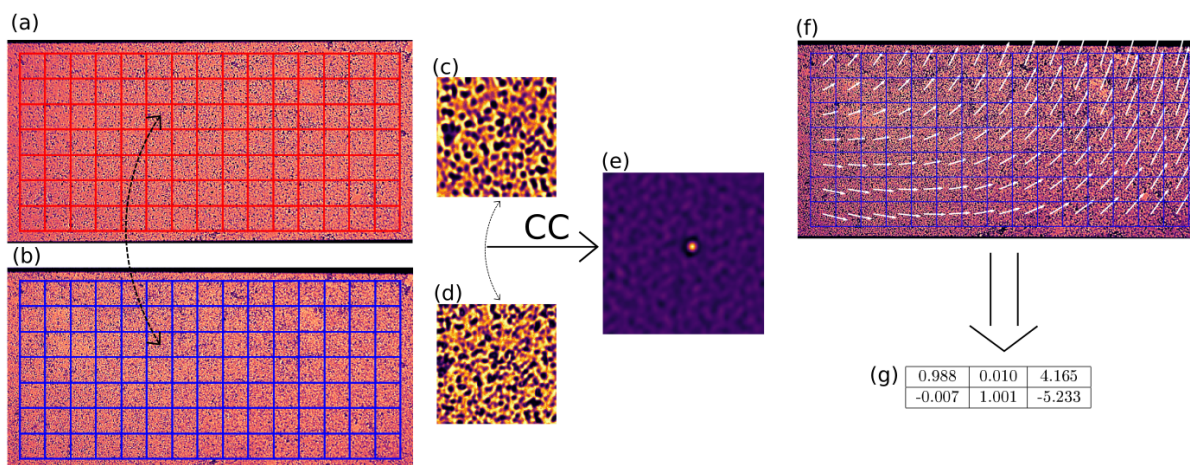 (a)
(b)
(c)
(d)
CC
(e)
(f)
(g)
0.988 0.010 4.165
-0.007 1.001 -5.233